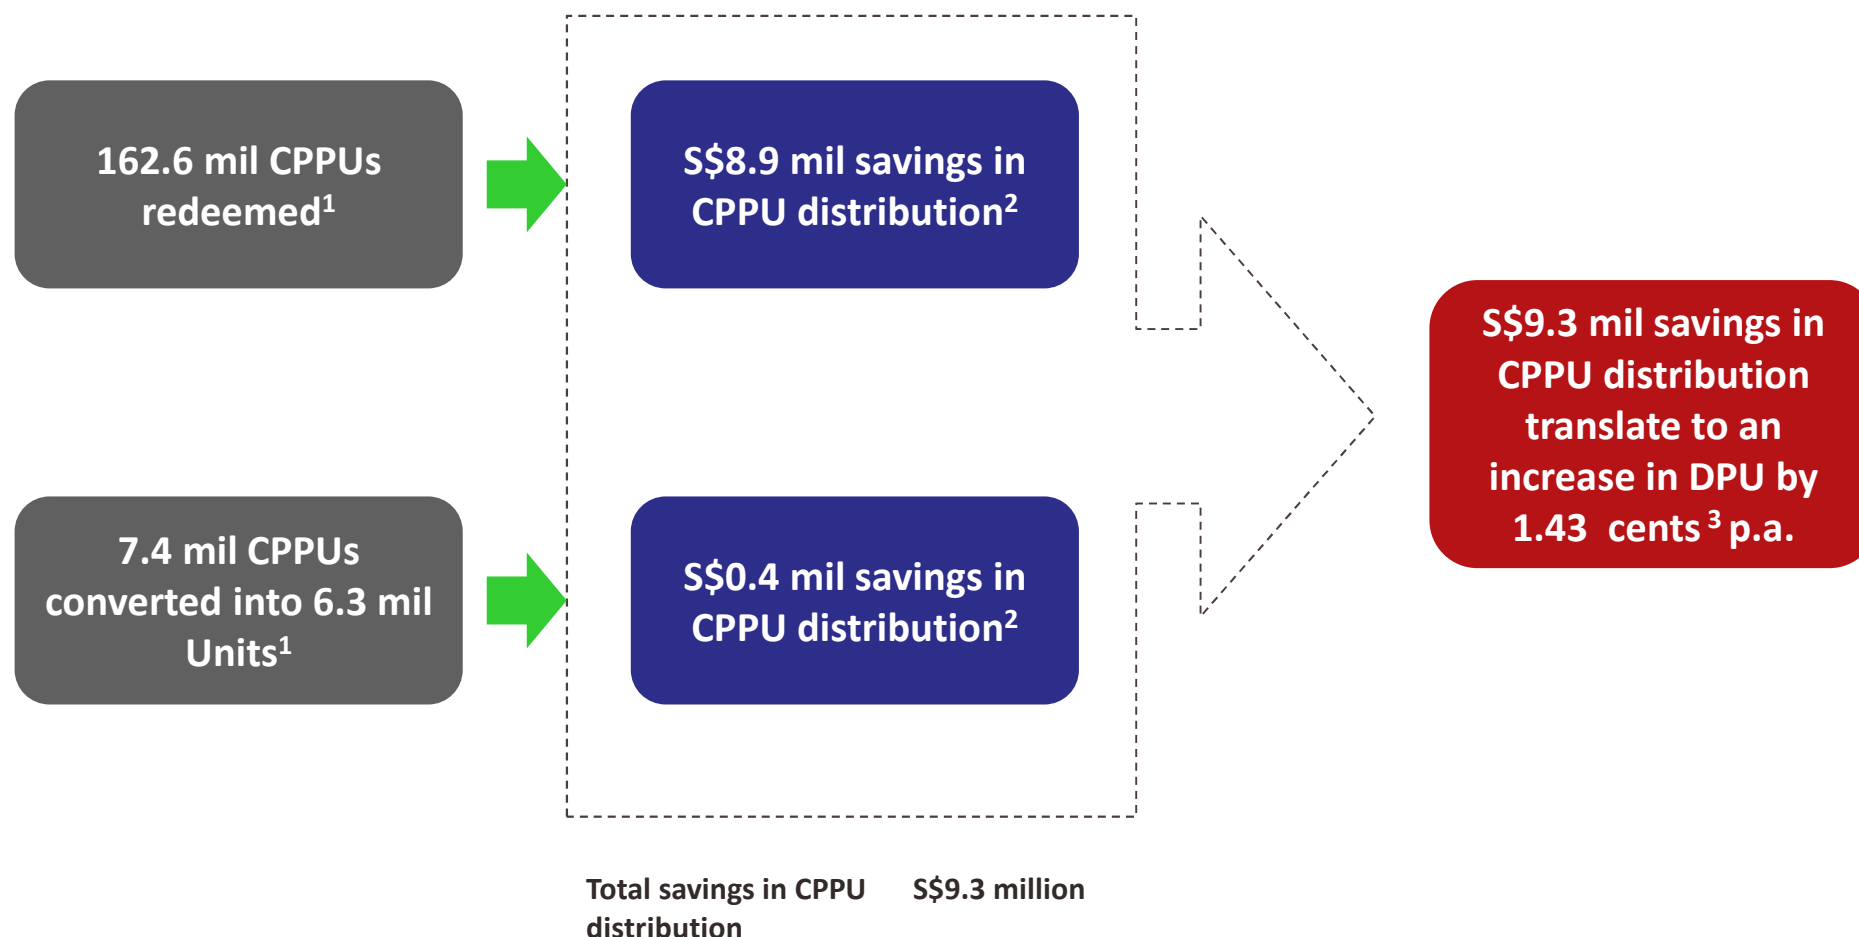 162.6 mil CPPUs
redeemed¹
S$8.9 mil savings in
CPPU distribution²
7.4 mil CPPUs
converted into 6.3 mil
Units¹
S$0.4 mil savings in
CPPU distribution²
S$9.3 mil savings in
CPPU distribution
translate to an
increase in DPU by
1.43 cents ³ p.a.
Total savings in CPPU S$9.3 million
distribution